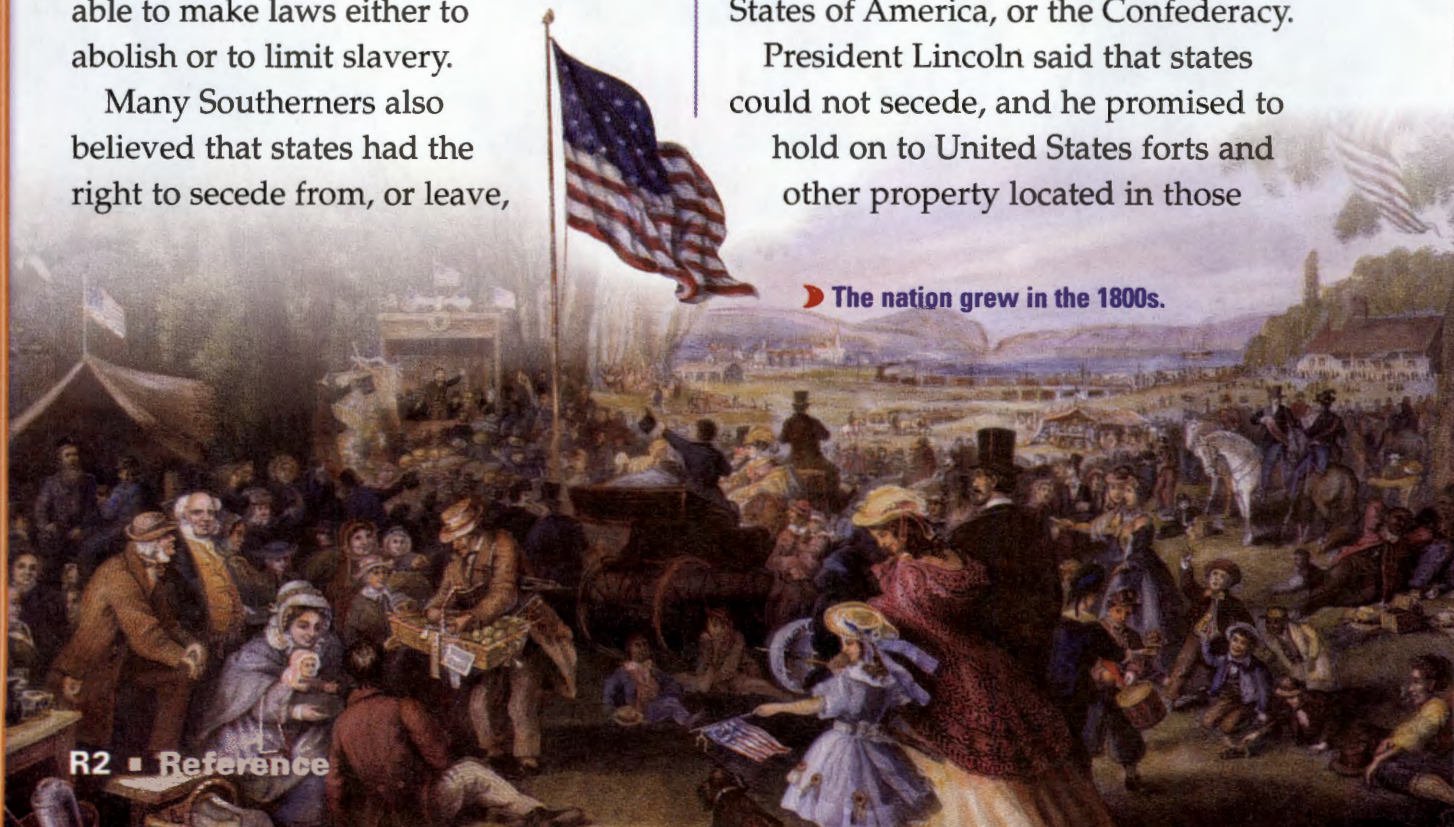 able to make laws either to
abolish or to limit slavery.
Many Southerners also
believed that states had the
right to secede from, or leave,
States of America, or the Confederacy.
President Lincoln said that states
could not secede, and he promised to
hold on to United States forts and
other property located in those
The nation grew in the 1800s.
R2 ■ Reference